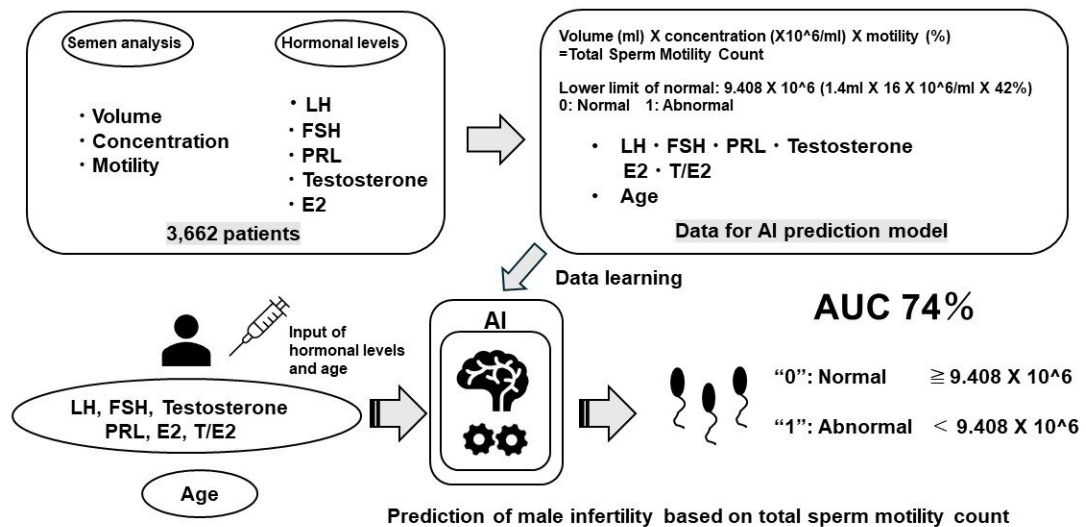 Semen analysis
Hormonal levels
・Volume
・Concentration
・Motility
・LH
・FSH
・PRL
・Testosterone
・E2
3,662 patients
Volume (ml) X concentration (X10^6/ml) X motility (%)
=Total Sperm Motility Count
Lower limit of normal: 9.408 X 10^6 (1.4ml X 16 X 10^6/ml X 42%)
0: Normal 1: Abnormal
• LH・FSH・PRL・Testosterone
E2・T/E2
• Age
Data for AI prediction model
Data learning
Input of
hormonal levels
and age
LH, FSH, Testosterone
PRL, E2, T/E2
Age
AI
AUC 74%
“0”: Normal ≧ 9.408 X 10^6
“1”: Abnormal < 9.408 X 10^6
Prediction of male infertility based on total sperm motility count